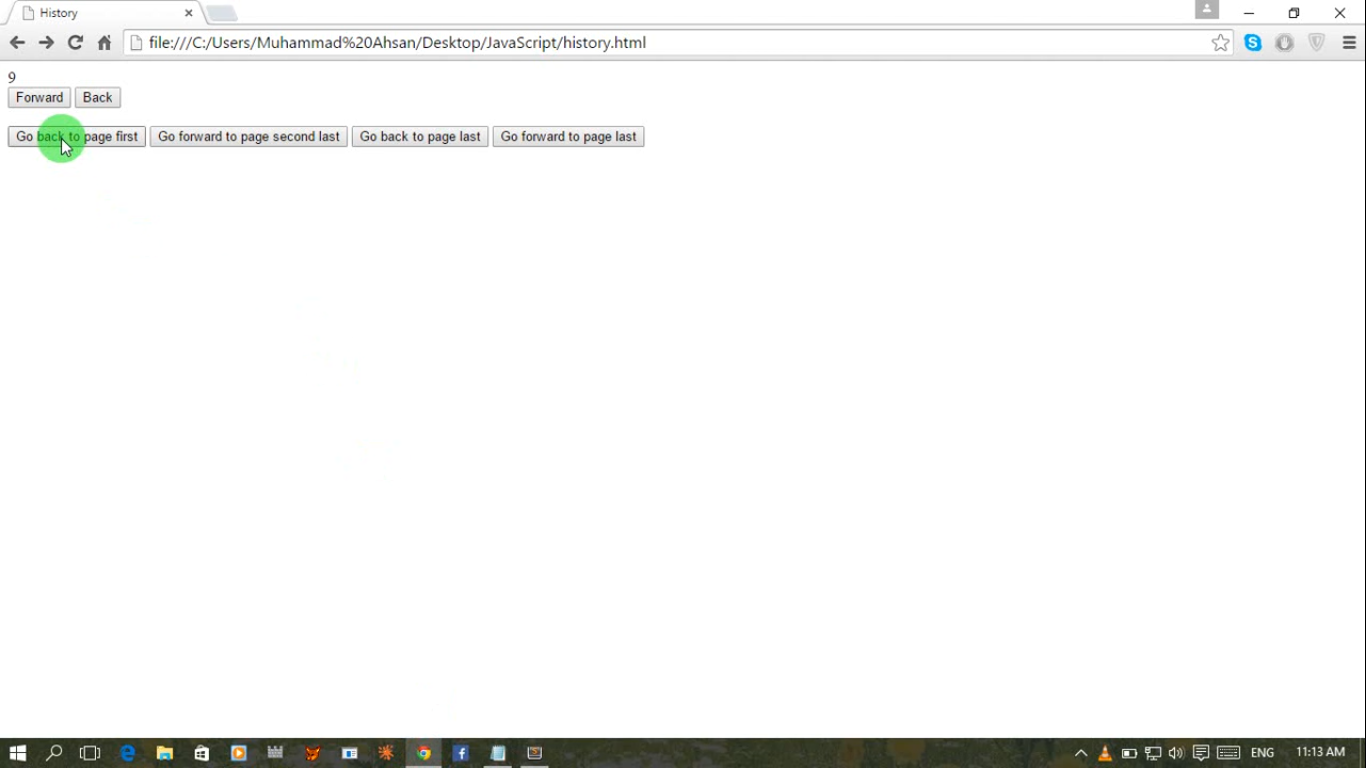 History
file:///C:/Users/Muhammad%20Ahsan/Desktop/JavaScript/history.html
9
Forward Back
Go back to page first Go forward to page second last Go back to page last Go forward to page last
ENG 11:13 AM